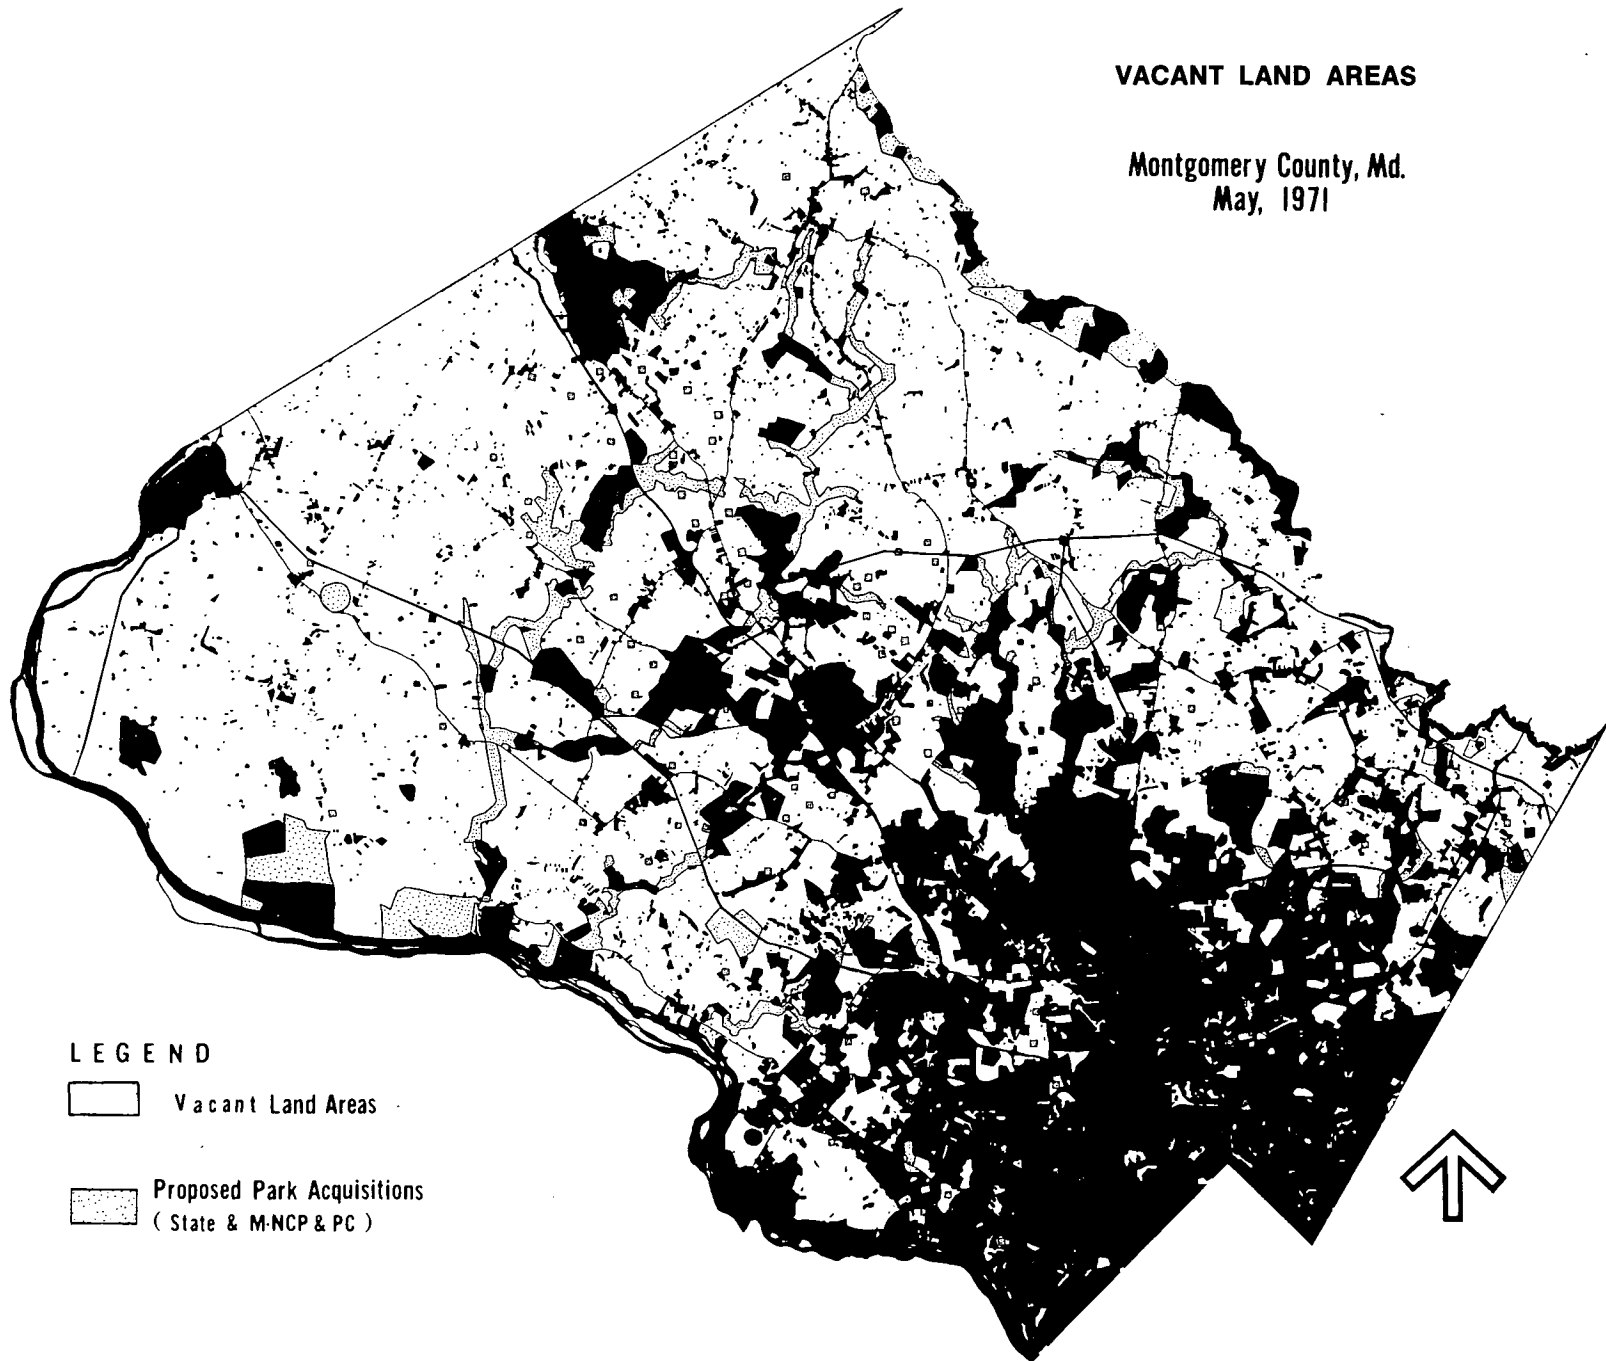 VACANT LAND AREAS
Montgomery County, Md.
May, 1971
LEGEND
Vacant Land Areas
Proposed Park Acquisitions
( State & M-NCP & PC )